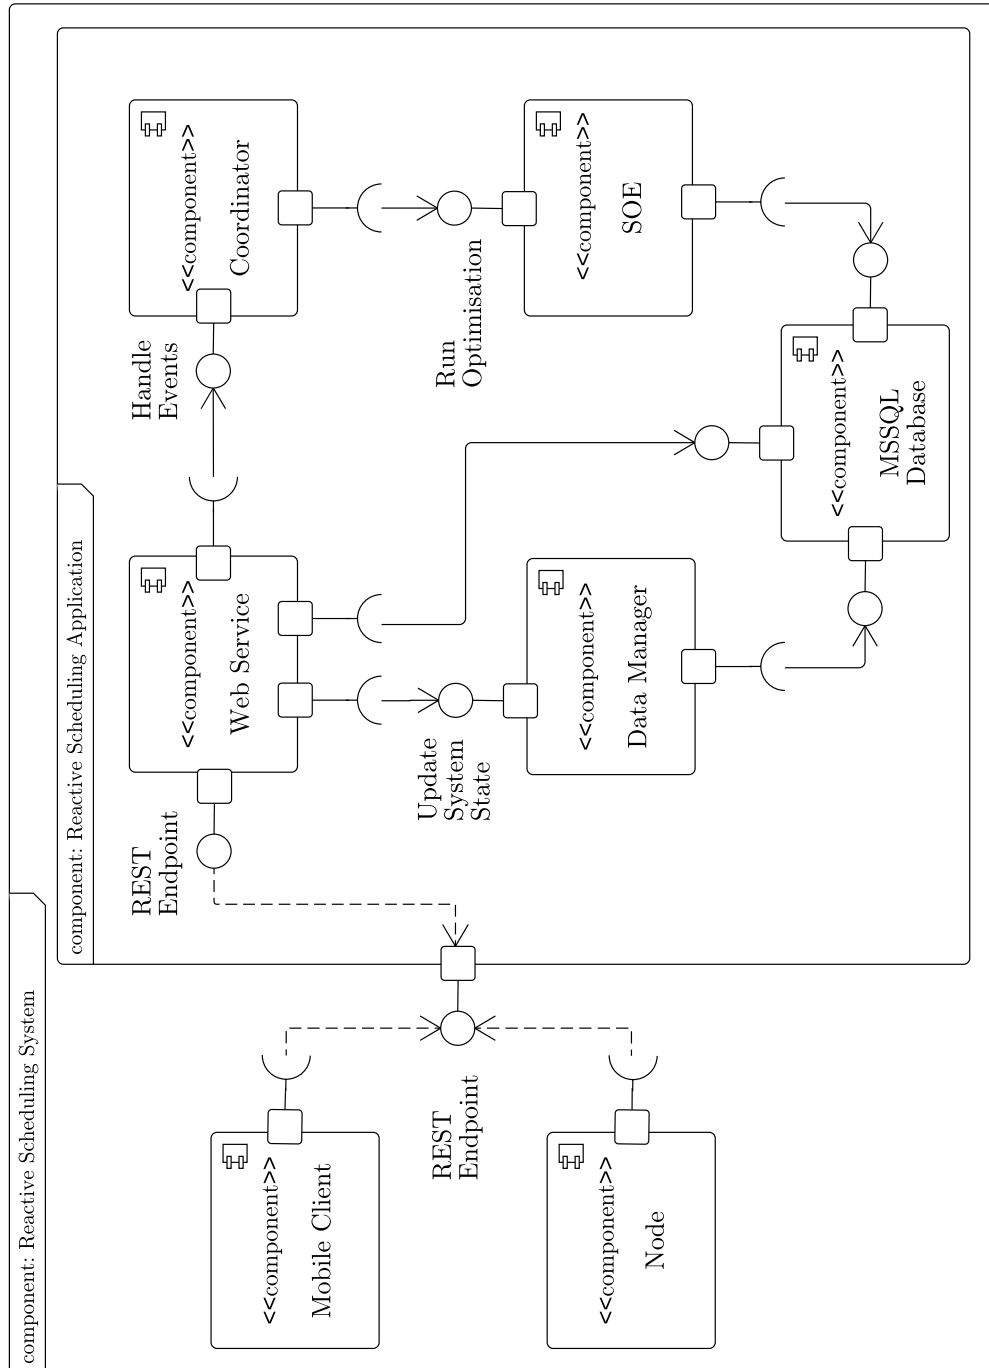 component: Reactive Scheduling System
component: Reactive Scheduling Application
<<component>>
Mobile Client
REST
Endpoint
<<component>>
Node
REST
Endpoint
<<component>>
Web Service
Handle
Events
<<component>>
Coordinator
Update
System
State
Run
Optimisation
<<component>>
Data Manager
<<component>>
SOE
<<component>>
MSSQL
Database